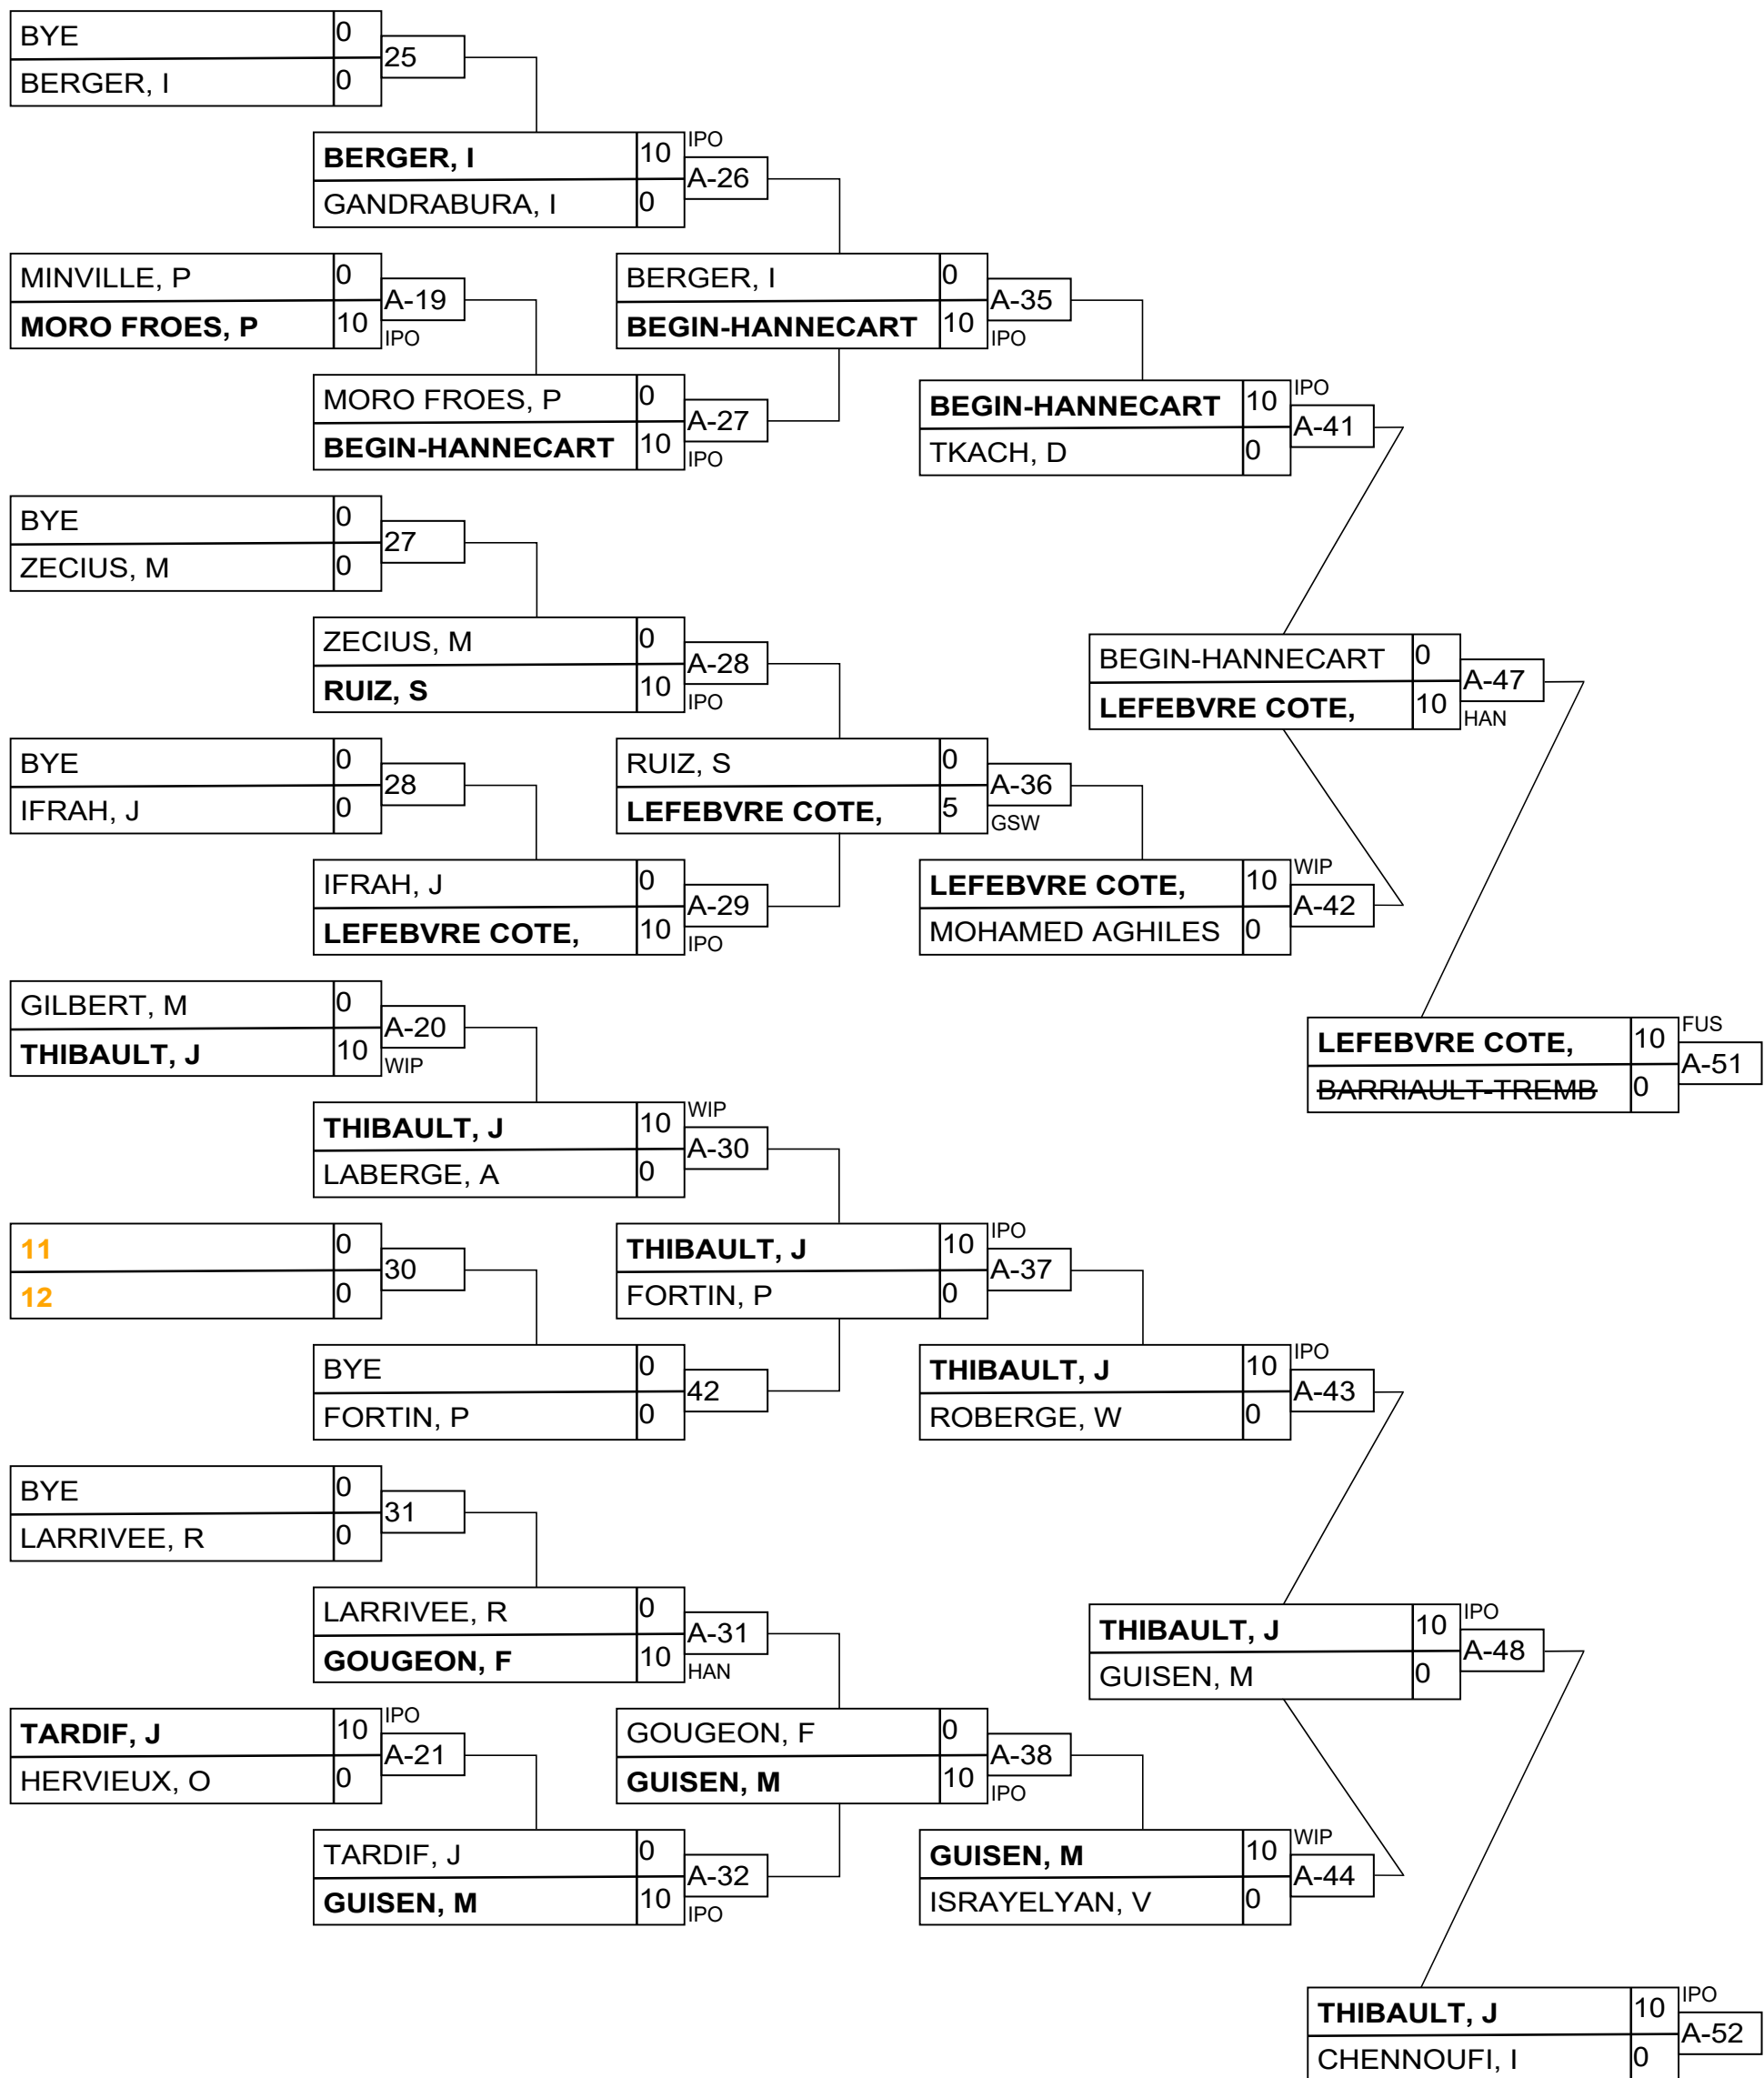 BYE 0
25
BERGER, I 0
BERGER, I 10 IPO
A-26
GANDRABURA, I 0
MINVILLE, P 0
A-19
MORO FROES, P 10 IPO
BERGER, I 0
A-35
BEGIN-HANNECART 10 IPO
MORO FROES, P 0
A-27
BEGIN-HANNECART 10 IPO
BEGIN-HANNECART 10 IPO
A-41
TKACH, D 0
BYE 0
27
ZECIUS, M 0
ZECIUS, M 0
A-28
RUIZ, S 10 IPO
BEGIN-HANNECART 0
A-47
LEFEBVRE COTE, 10 HAN
BYE 0
28
IFRAH, J 0
RUIZ, S 0
A-36
LEFEBVRE COTE, 5 GSW
IFRAH, J 0
A-29
LEFEBVRE COTE, 10 IPO
LEFEBVRE COTE, 10 WIP
A-42
MOHAMED AGHILES 0
GILBERT, M 0
A-20
THIBAULT, J 10 WIP
LEFEBVRE COTE, 10 FUS
A-51
BARRIAULT-TREMB 0
THIBAULT, J 10 WIP
A-30
LABERGE, A 0
11 0
30
12 0
THIBAULT, J 10 IPO
A-37
FORTIN, P 0
BYE 0
42
FORTIN, P 0
THIBAULT, J 10 IPO
A-43
ROBERGE, W 0
BYE 0
31
LARRIVEE, R 0
LARRIVEE, R 0
A-31
GOUGEON, F 10 HAN
THIBAULT, J 10 IPO
A-48
GUISEN, M 0
TARDIF, J 10 IPO
A-21
HERVIEUX, O 0
GOUGEON, F 0
A-38
GUISEN, M 10 IPO
TARDIF, J 0
A-32
GUISEN, M 10 IPO
GUISEN, M 10 WIP
A-44
ISRAYELYAN, V 0
THIBAULT, J 10 IPO
A-52
CHENNOUFI, I 0